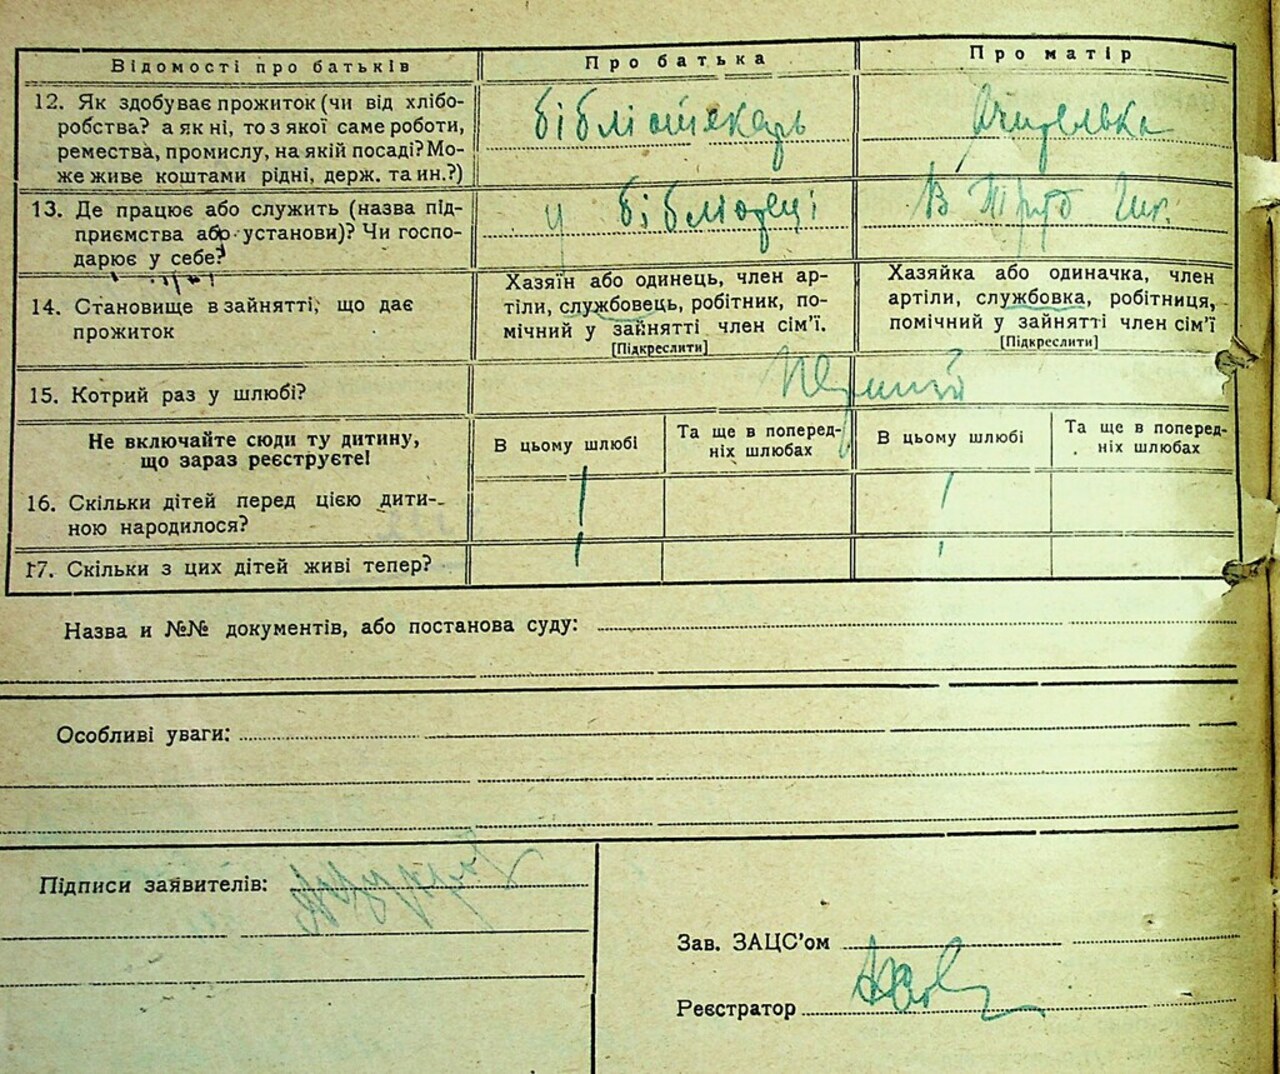 Відомості про батьків
Про батька
Про матір
12. Як здобуває прожиток (чи від хлібо-
робства? а як ні, то з якої саме роботи,
ремества, промислу, на якій посаді? Мо-
же живе коштами рідні, держ. та ин.?)
бібліотекарь
Учителька
13. Де працює або служить (назва під-
приємства або установи)? Чи госпо-
дарює у себе?
у бібліотеці
В
14. Становище в зайнятті, що дає
прожиток
Хазяїн або одинець, член ар-
тіли, службовець, робітник, по-
мічний у зайнятті член сім'ї.
[Підкреслити]
Хазяйка або одиначка, член
артіли, службовка, робітниця,
помічний у зайнятті член сім'ї
[Підкреслити]
15. Котрий раз у шлюбі?
Перший
Не включайте сюди ту дитину,
що зараз реєструєте!
В цьому шлюбі
Та ще в поперед-
ніх шлюбах
В цьому шлюбі
Та ще в поперед-
ніх шлюбах
16. Скільки дітей перед цією дити-
ною народилося?
1
1
17. Скільки з цих дітей живі тепер?
1
1
Назва и №№ документів, або постанова суду:
Особливі уваги:
Підписи заявителів:
Зав. ЗАЦС'ом
Реєстратор